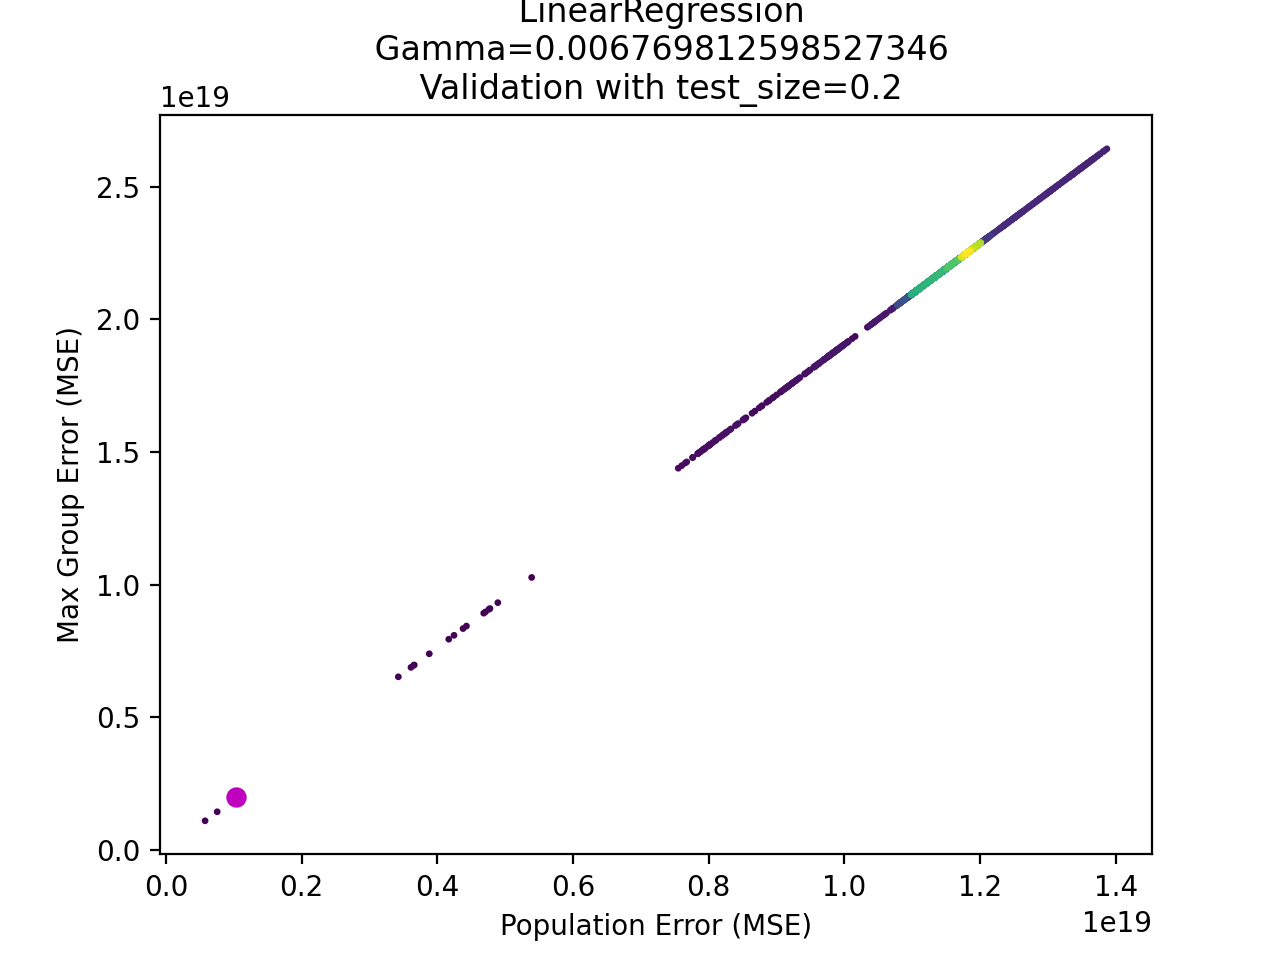 LinearRegression
Gamma=0.006769812598527346
Validation with test_size=0.2
1e19
Max Group Error (MSE)
2.5
2.0
1.5
1.0
0.5
0.0
0.0 0.2 0.4 0.6 0.8 1.0 1.2 1.4
Population Error (MSE)
1e19